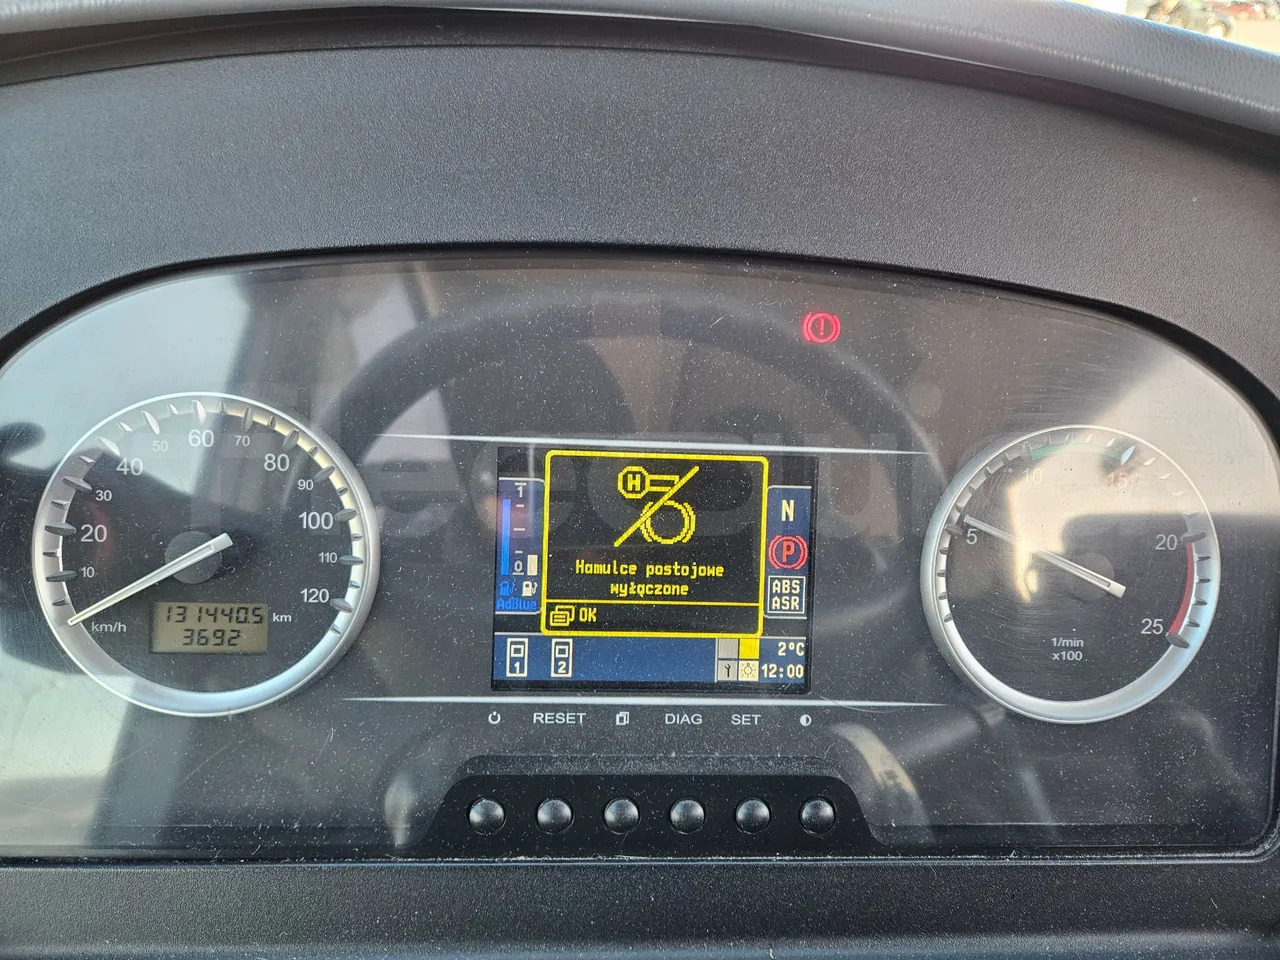 10
20
30
40
50
60
70
80
90
100
110
120
km/h
1314405 km
3692
1
0
AdBlue
H
Hamulce postojowe
wyłączone
OK
N
P
ABS
ASR
1
2
2°C
12:00
RESET
DIAG
SET
5
10
15
20
25
1/min
x100